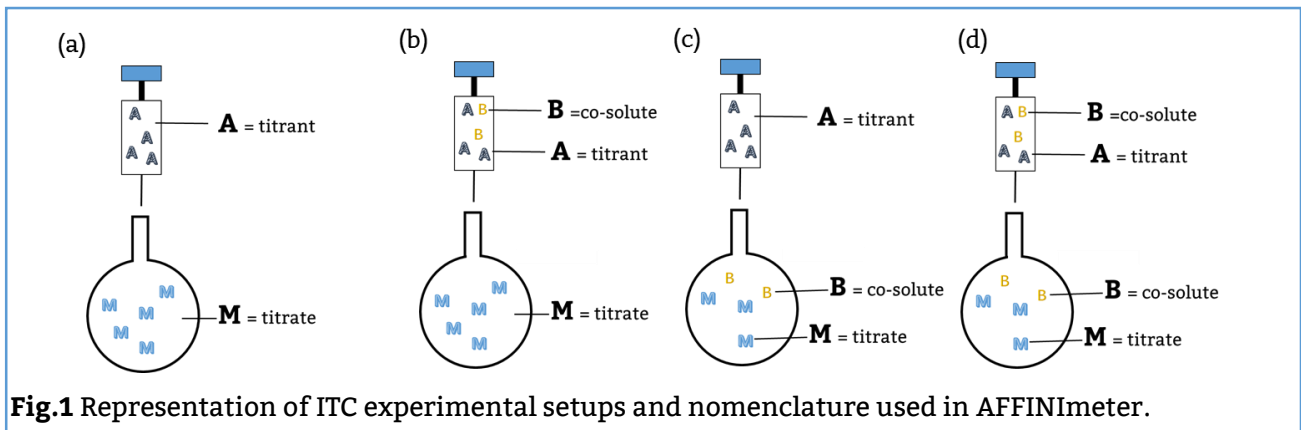 (a)
A = titrant
A
A
A A
M = titrate
M
M
M
M
M
(b)
A B
B =co-solute
B
A A
A = titrant
M
M
M
M
M
M = titrate
(c)
A
A
A A
A = titrant
B
B
M
M
M
B = co-solute
M = titrate
(d)
A B
B =co-solute
B
A A
A = titrant
B
B
M
M
M
B = co-solute
M = titrate
Fig.1 Representation of ITC experimental setups and nomenclature used in AFFINImeter.